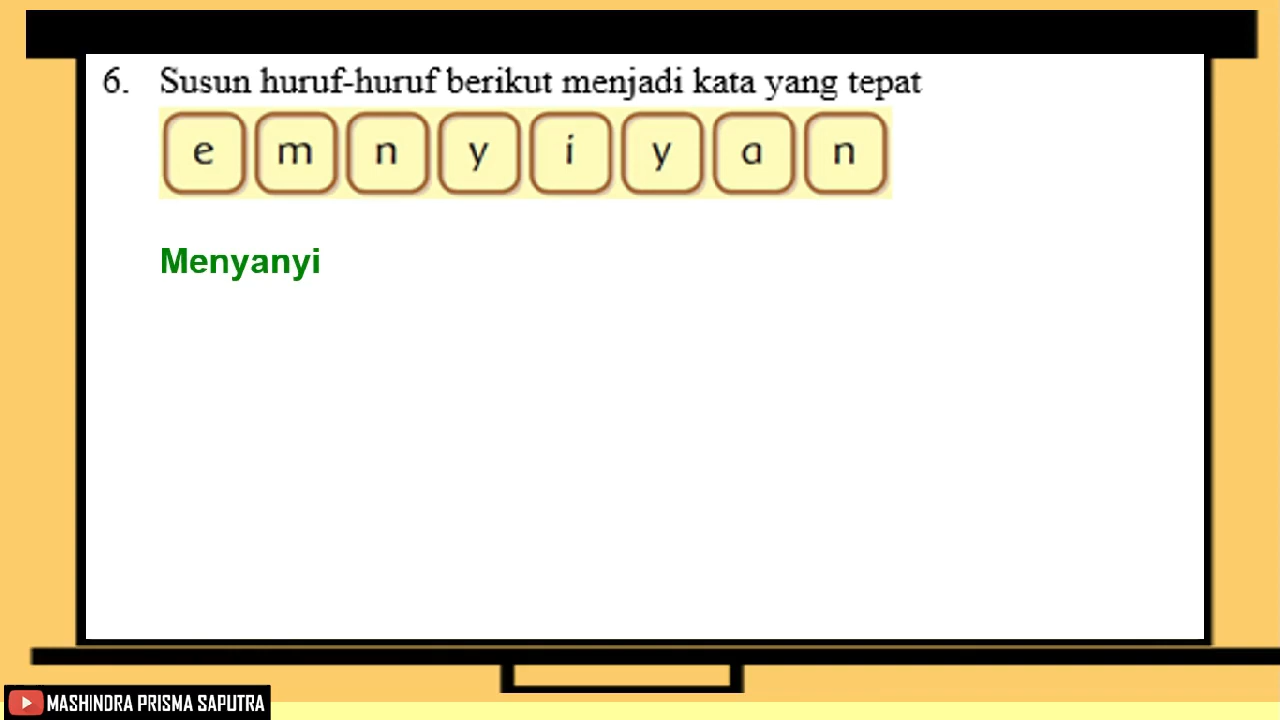 6. Susun huruf-huruf berikut menjadi kata yang tepat
e m n y i y a n
Menyanyi
MASHINDRA PRISMA SAPUTRA